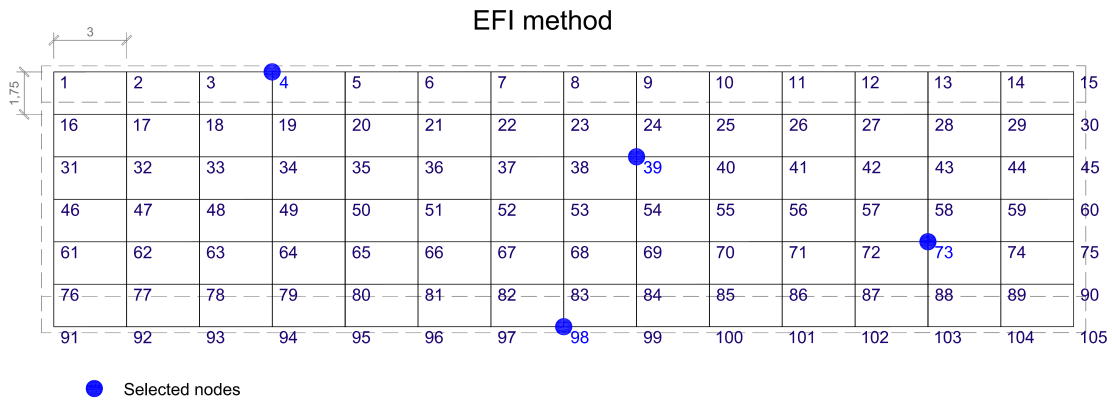 EFI method
3
1,75
1 2 3 4 5 6 7 8 9 10 11 12 13 14 15
16 17 18 19 20 21 22 23 24 25 26 27 28 29 30
31 32 33 34 35 36 37 38 39 40 41 42 43 44 45
46 47 48 49 50 51 52 53 54 55 56 57 58 59 60
61 62 63 64 65 66 67 68 69 70 71 72 73 74 75
76 77 78 79 80 81 82 83 84 85 86 87 88 89 90
91 92 93 94 95 96 97 98 99 100 101 102 103 104 105
Selected nodes